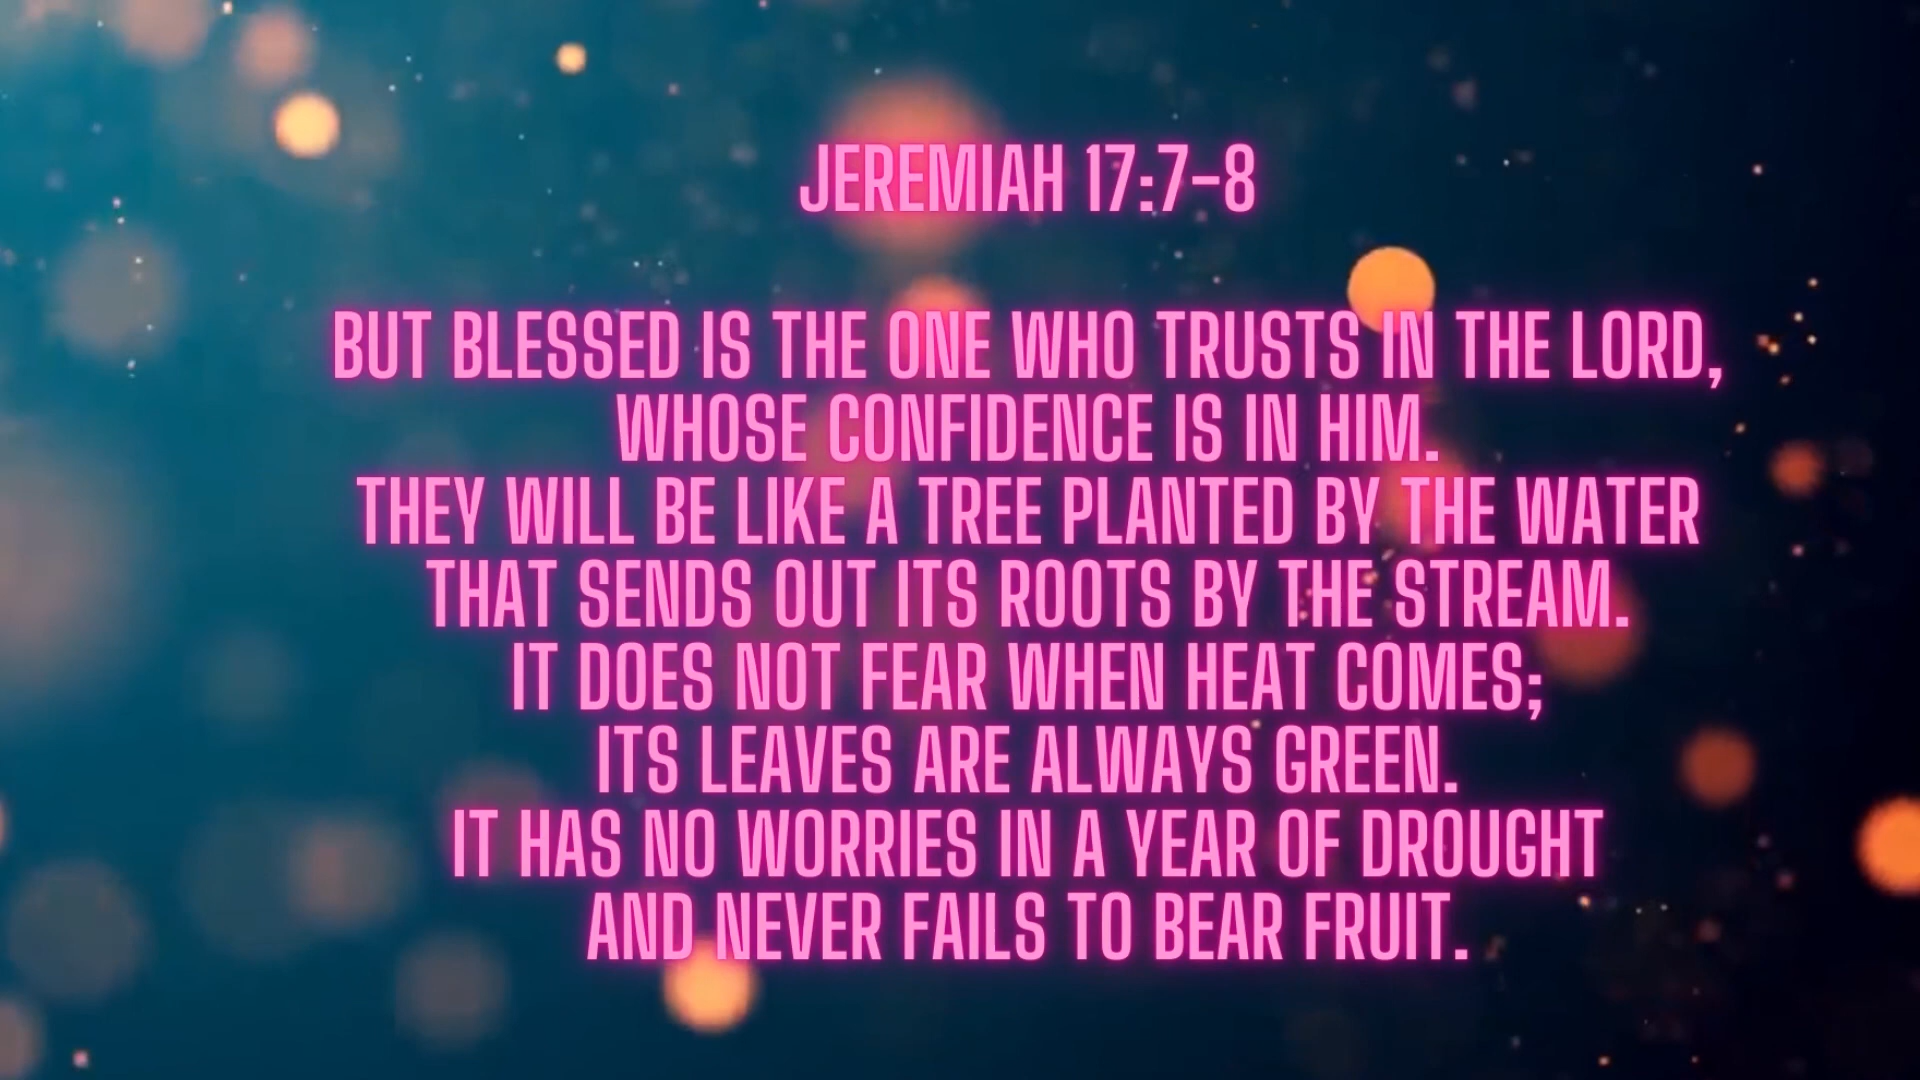 JEREMIAH 17:7-8
BUT BLESSED IS THE ONE WHO TRUSTS IN THE LORD,
WHOSE CONFIDENCE IS IN HIM.
THEY WILL BE LIKE A TREE PLANTED BY THE WATER
THAT SENDS OUT ITS ROOTS BY THE STREAM.
IT DOES NOT FEAR WHEN HEAT COMES;
ITS LEAVES ARE ALWAYS GREEN.
IT HAS NO WORRIES IN A YEAR OF DROUGHT
AND NEVER FAILS TO BEAR FRUIT.